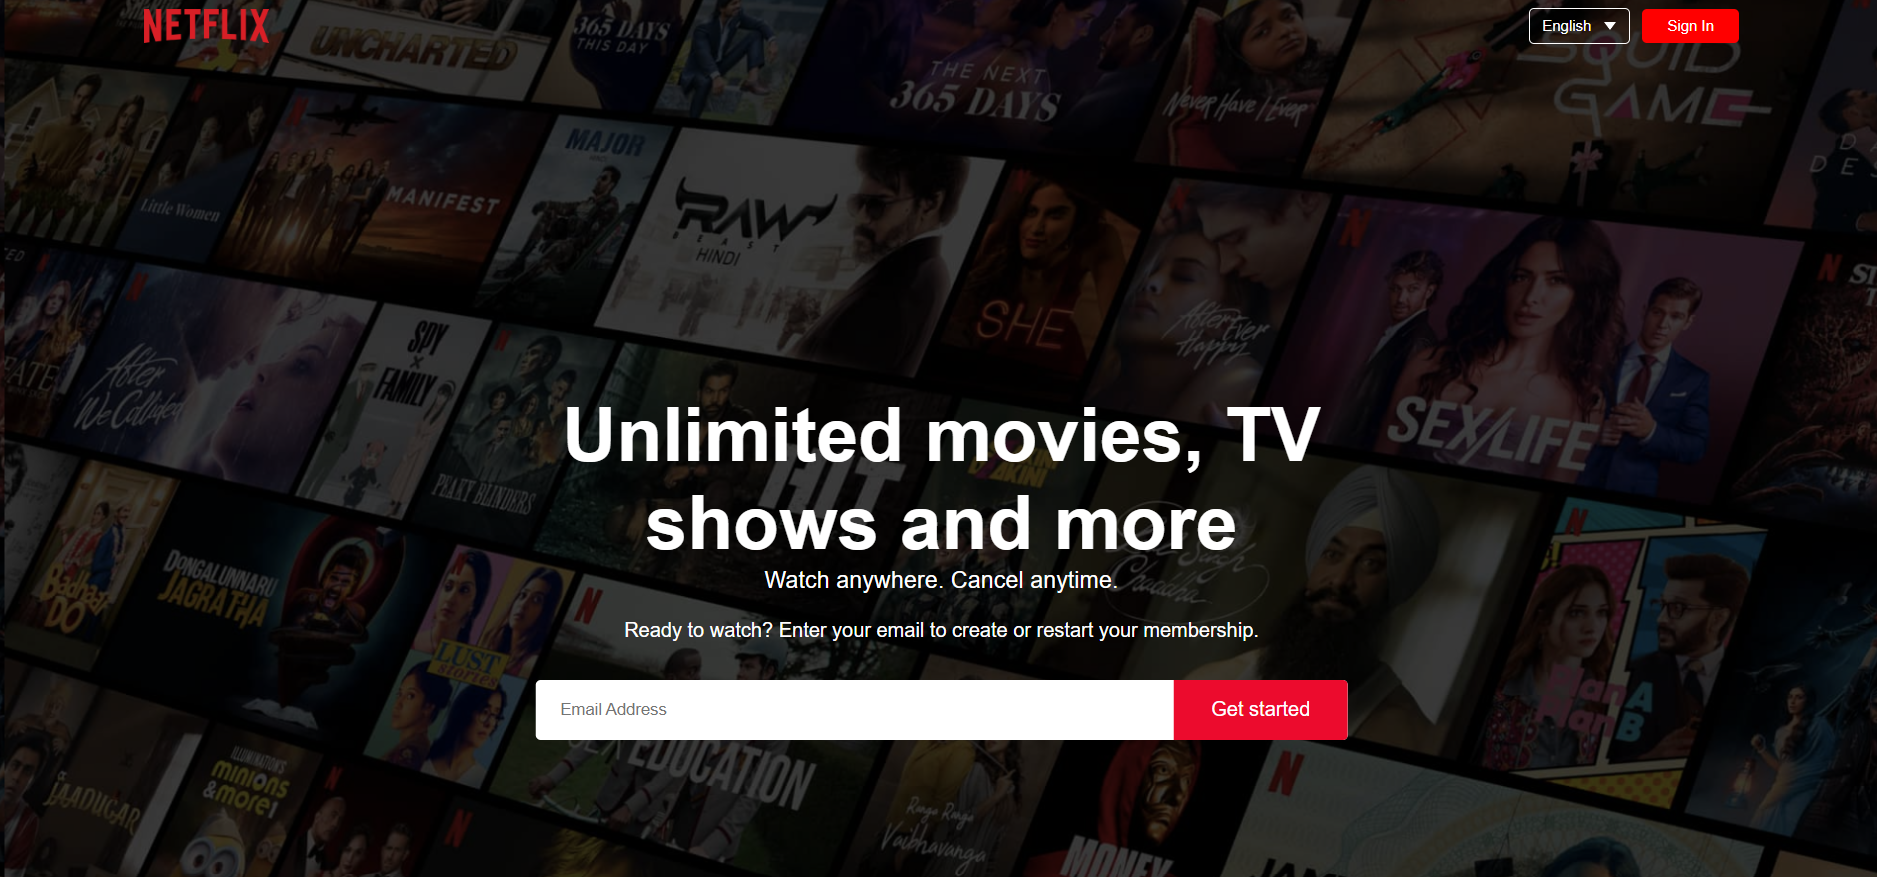 NETFLIX
English
Sign In
UNCHARTED
365 DAYS
THIS DAY
THE NEXT
365 DAYS
Never Have I Ever
SQUID
GAME
Little Women
MANIFEST
MAJOR
HINDI
RAW
BEAST
HINDI
SHE
After Ever
Happy
SEX/LIFE
After
We Collided
SPY
X
FAMILY
PEAKY BLINDERS
HIT
Unlimited movies, TV
shows and more
Watch anywhere. Cancel anytime.
Ready to watch? Enter your email to create or restart your membership.
Email Address
Get started
Badhaai
DO
DONGALUNNARU
JAGRATHA
LUST
stories
Singh
Chaddha
Plan A
Plan B
JAADUGAR
ILLUMINATION'S
minions
& more!
SEX EDUCATION
Ranga Ranga
Vaibhavanga
MONEY